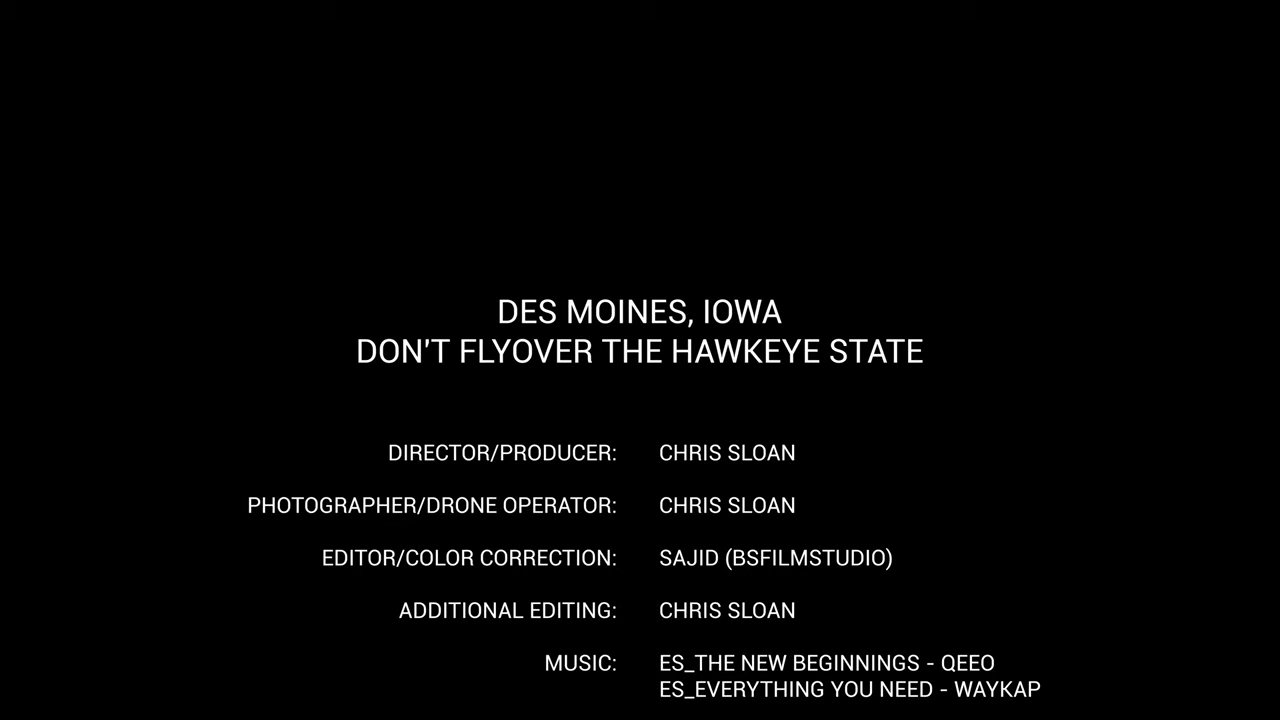 DES MOINES, IOWA
DON'T FLYOVER THE HAWKEYE STATE
DIRECTOR/PRODUCER: CHRIS SLOAN
PHOTOGRAPHER/DRONE OPERATOR: CHRIS SLOAN
EDITOR/COLOR CORRECTION: SAJID (BSFILMSTUDIO)
ADDITIONAL EDITING: CHRIS SLOAN
MUSIC: ES_THE NEW BEGINNINGS - QEEO
ES_EVERYTHING YOU NEED - WAYKAP